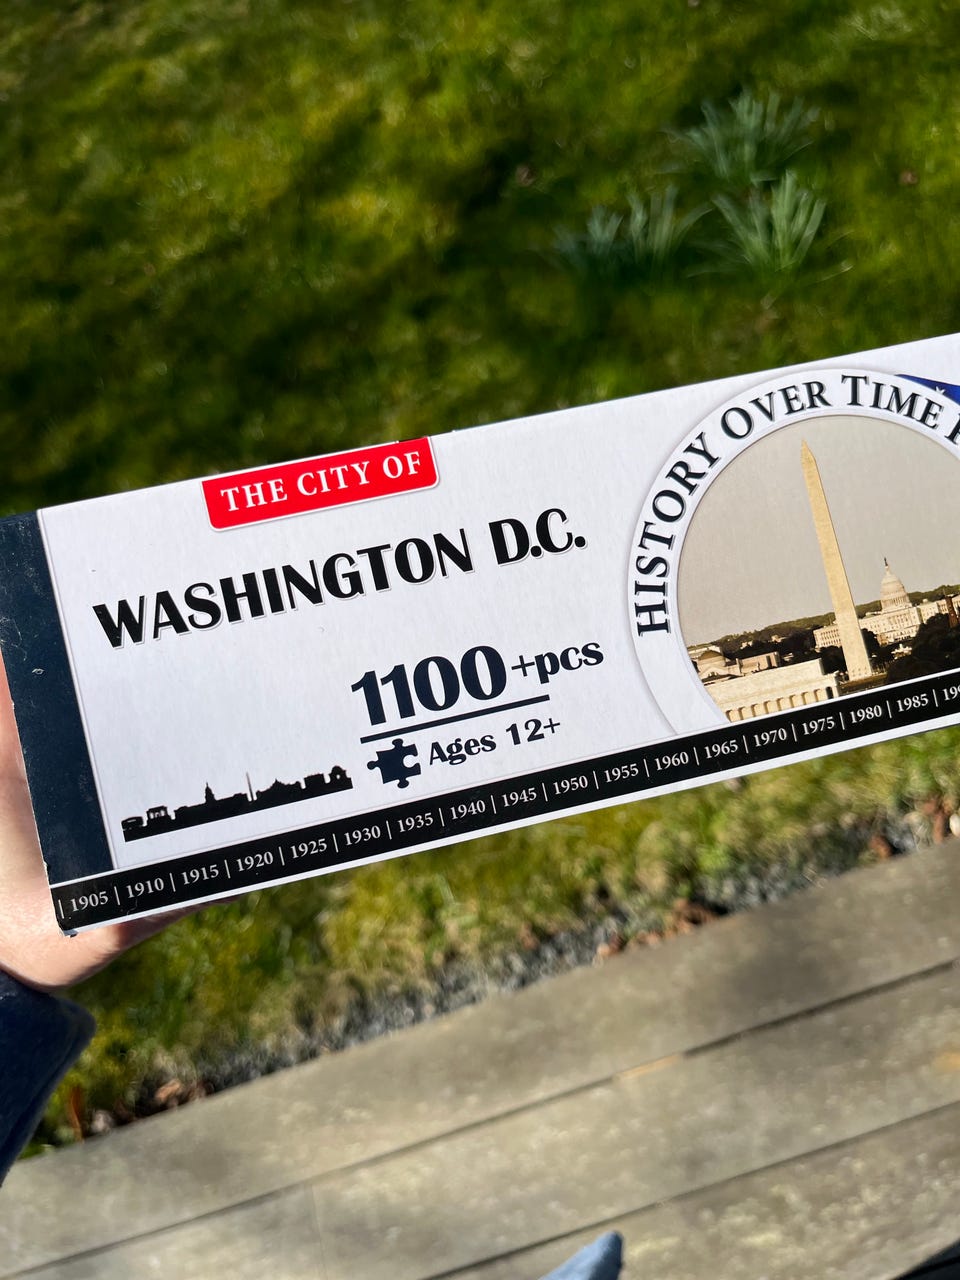 THE CITY OF
WASHINGTON D.C.
1100+pcs
Ages 12+
HISTORY OVER TIME
| 1905 | 1910 | 1915 | 1920 | 1925 | 1930 | 1935 | 1940 | 1945 | 1950 | 1955 | 1960 | 1965 | 1970 | 1975 | 1980 | 1985 |